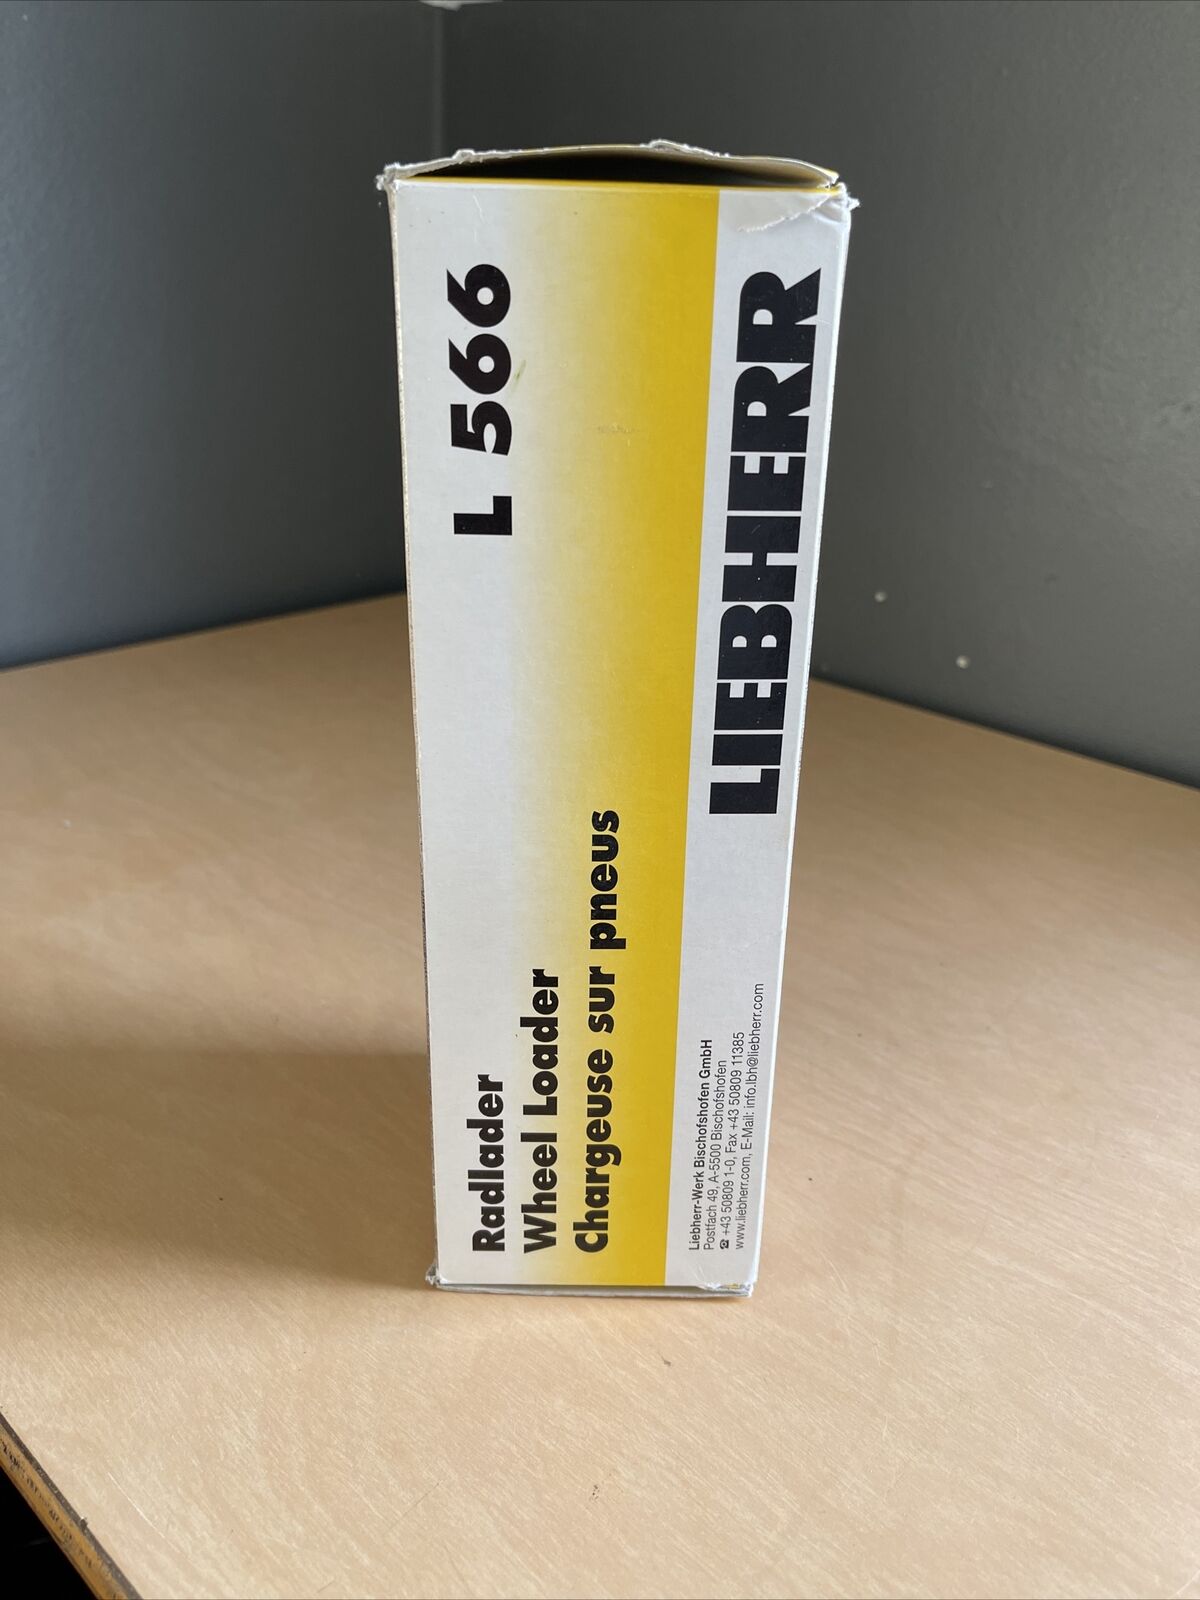 L 566
Radlader
Wheel Loader
Chargeuse sur pneus
LIEBHERR
Liebherr-Werk Bischofshofen GmbH
Postfach 49, A-5500 Bischofshofen
☎ +43 50809 1-0, Fax +43 50809 11385
www.liebherr.com, E-Mail: info.lbh@liebherr.com